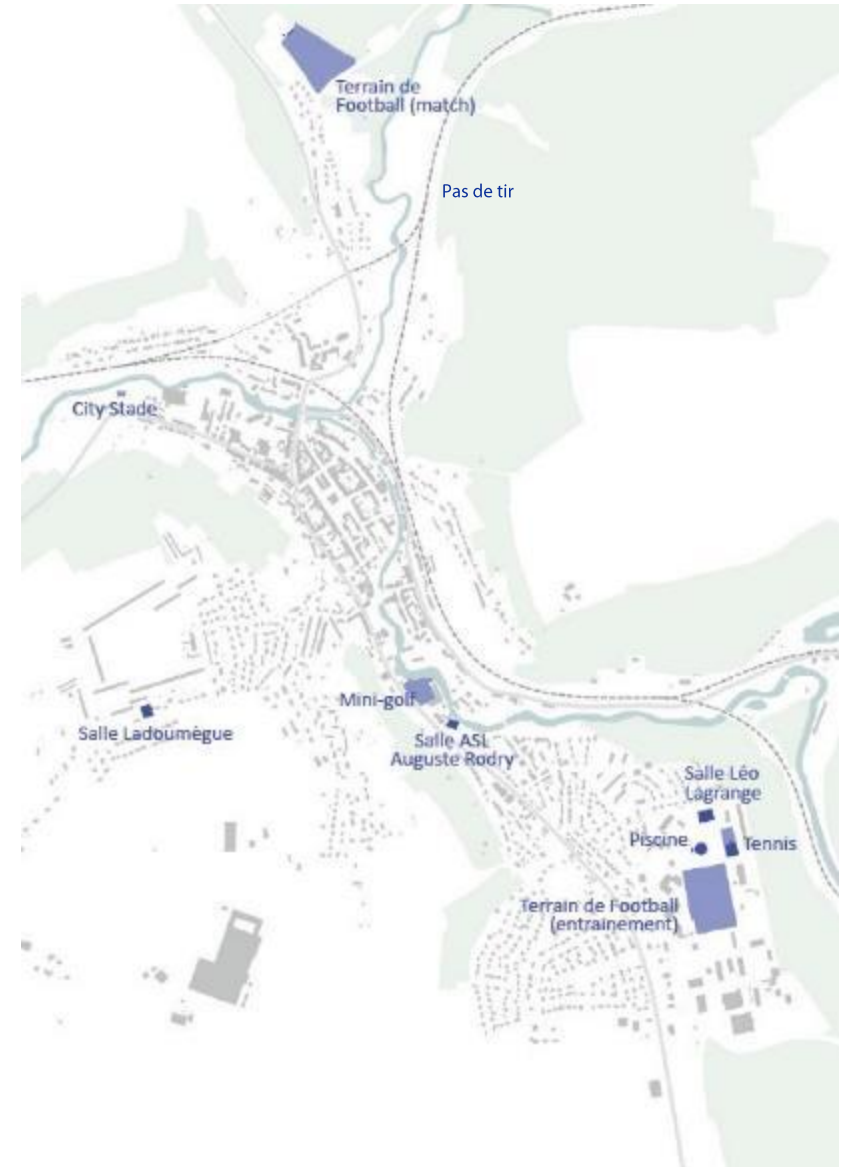 Terrain de
Football (match)
Pas de tir
City Stade
Mini-golf
Salle Ladoumègue
Salle ASL
Auguste Rodry
Salle Léo
Lagrange
Piscine
Tennis
Terrain de Football
(entrainement)